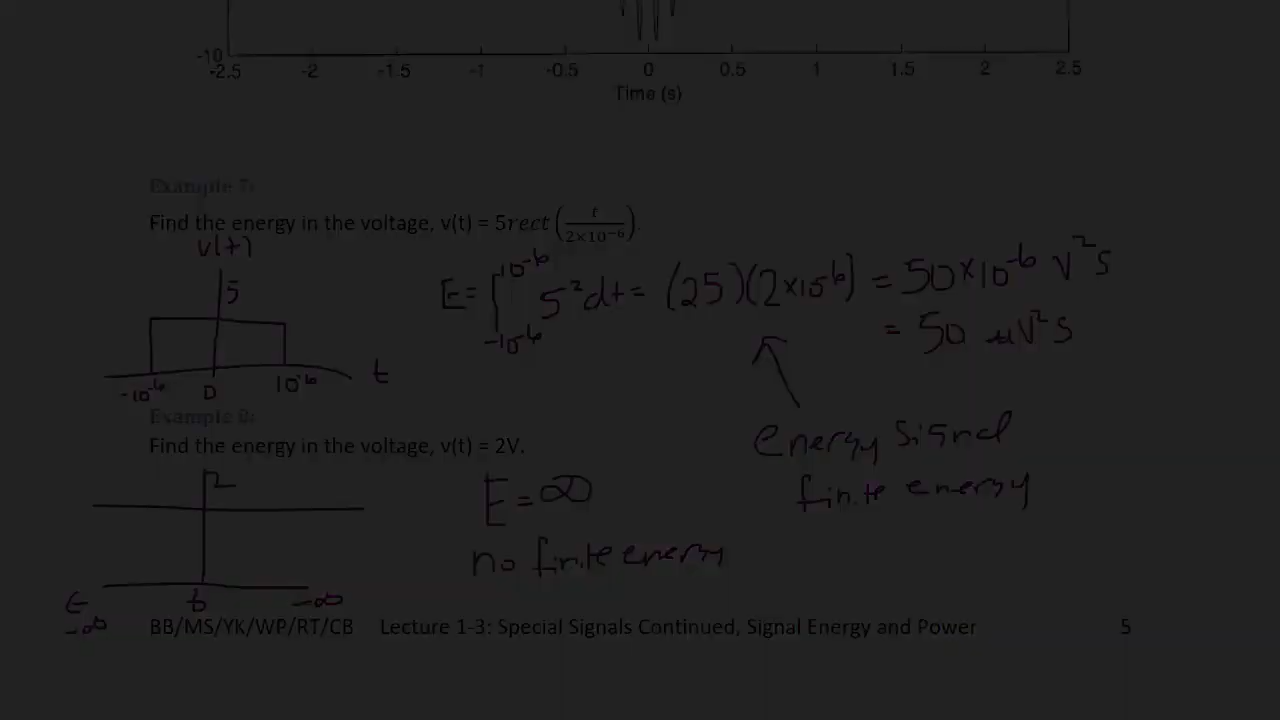 -10
-2.5 -2 -1.5 -1 -0.5 0 0.5 1 1.5 2 2.5
Time (s)
Example 7:
Find the energy in the voltage, v(t) = 5rect(t/2×10⁻⁶).
v(t)
5
-10⁻⁶ 0 10⁻⁶ t
E = ∫₋₁₀⁻⁶^10⁻⁶ 5² dt = (25)(2×10⁻⁶) = 50×10⁻⁶ V²s
= 50 μV²s
energy signal
finite energy
Example 8:
Find the energy in the voltage, v(t) = 2V.
2
E = ∞
no finite energy
-∞
-∞
BB/MS/YK/WP/RT/CB Lecture 1-3: Special Signals Continued, Signal Energy and Power 5